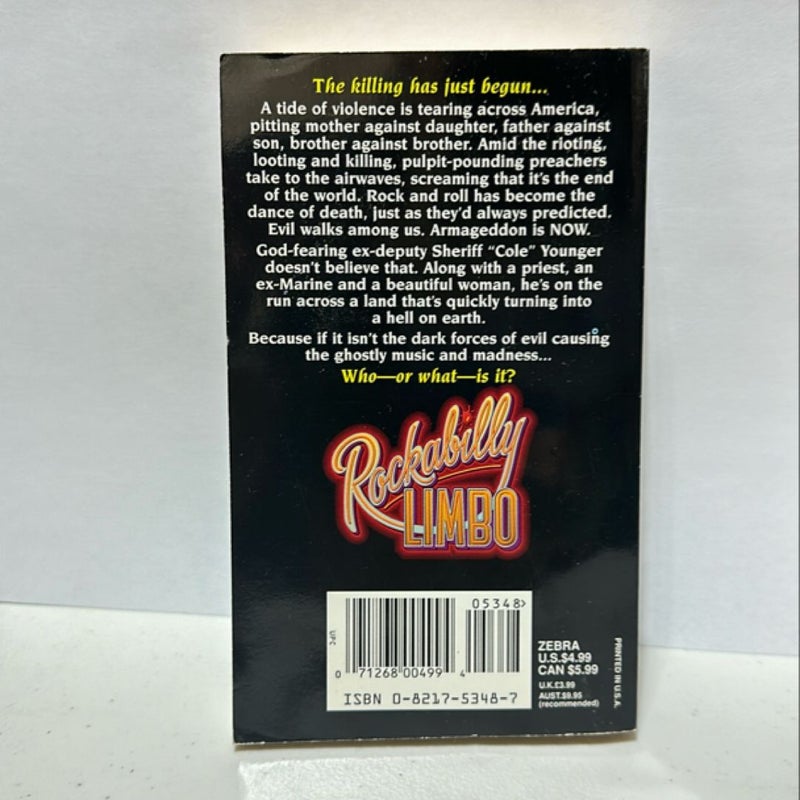 The killing has just begun...
A tide of violence is tearing across America,
pitting mother against daughter, father against
son, brother against brother. Amid the rioting,
looting and killing, pulpit-pounding preachers
take to the airwaves, screaming that it's the end
of the world. Rock and roll has become the
dance of death, just as they'd always predicted.
Evil walks among us. Armageddon is NOW.
God-fearing ex-deputy Sheriff "Cole" Younger
doesn't believe that. Along with a priest, an
ex-Marine and a beautiful woman, he's on the
run across a land that's quickly turning into
a hell on earth.
Because if it isn't the dark forces of evil causing
the ghostly music and madness...
Who—or what—is it?
Rockabilly
LIMBO
05348>
UPC
0 71268 00499 4
ISBN 0-8217-5348-7
ZEBRA
U.S.$4.99
CAN $5.99
U.K.£3.99
AUST.$9.95
(recommended)
PRINTED IN U.S.A.